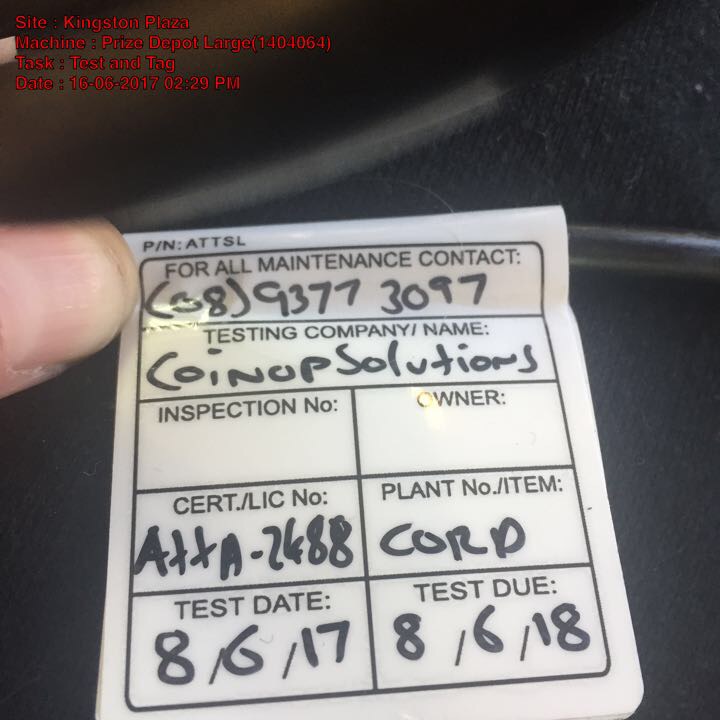 Site : Kingston Plaza
Machine : Prize Depot Large(1404064)
Task : Test and Tag
Date : 16-06-2017 02:29 PM
P/N: ATTSL
FOR ALL MAINTENANCE CONTACT:
(08) 9377 3097
TESTING COMPANY/ NAME:
CoinopSolutions
INSPECTION No: OWNER:
CERT./LIC No: PLANT No./ITEM:
AttA-2488 CORD
TEST DATE: TEST DUE:
8/6/17 8/6/18